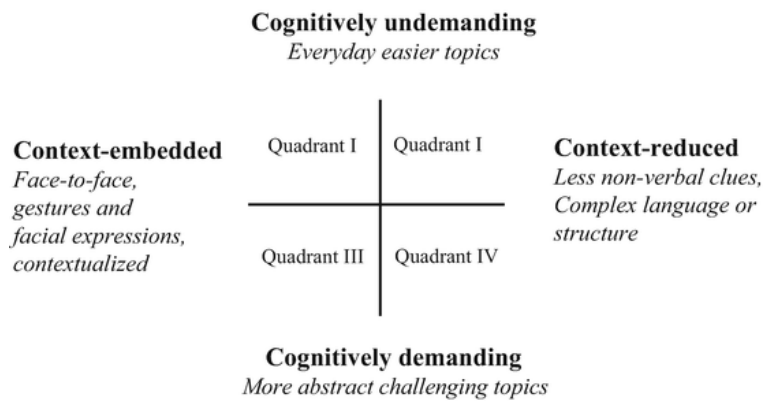 Cognitively undemanding
Everyday easier topics
Context-embedded
Face-to-face,
gestures and
facial expressions,
contextualized
Quadrant I
Quadrant I
Context-reduced
Less non-verbal clues,
Complex language or
structure
Quadrant III
Quadrant IV
Cognitively demanding
More abstract challenging topics